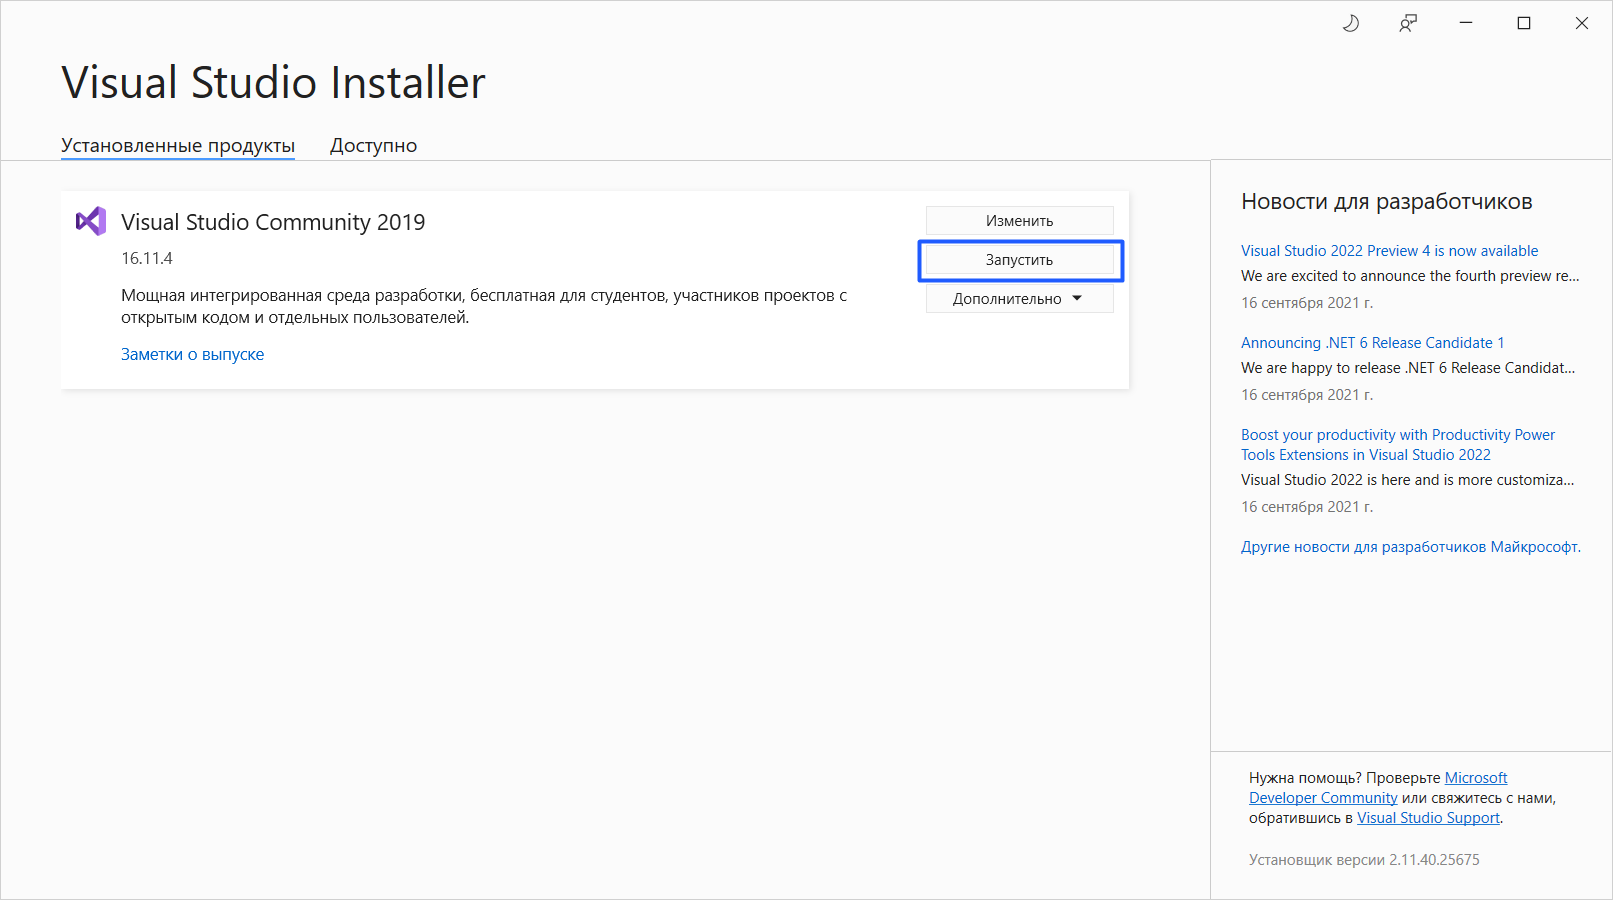 Visual Studio Installer
Установленные продукты
Доступно
Visual Studio Community 2019
16.11.4
Мощная интегрированная среда разработки, бесплатная для студентов, участников проектов с
открытым кодом и отдельных пользователей.
Заметки о выпуске
Изменить
Запустить
Дополнительно
Новости для разработчиков
Visual Studio 2022 Preview 4 is now available
We are excited to announce the fourth preview re...
16 сентября 2021 г.
Announcing .NET 6 Release Candidate 1
We are happy to release .NET 6 Release Candidat...
16 сентября 2021 г.
Boost your productivity with Productivity Power
Tools Extensions in Visual Studio 2022
Visual Studio 2022 is here and is more customiza...
16 сентября 2021 г.
Другие новости для разработчиков Майкрософт.
Нужна помощь? Проверьте Microsoft
Developer Community или свяжитесь с нами,
обратившись в Visual Studio Support.
Установщик версии 2.11.40.25675